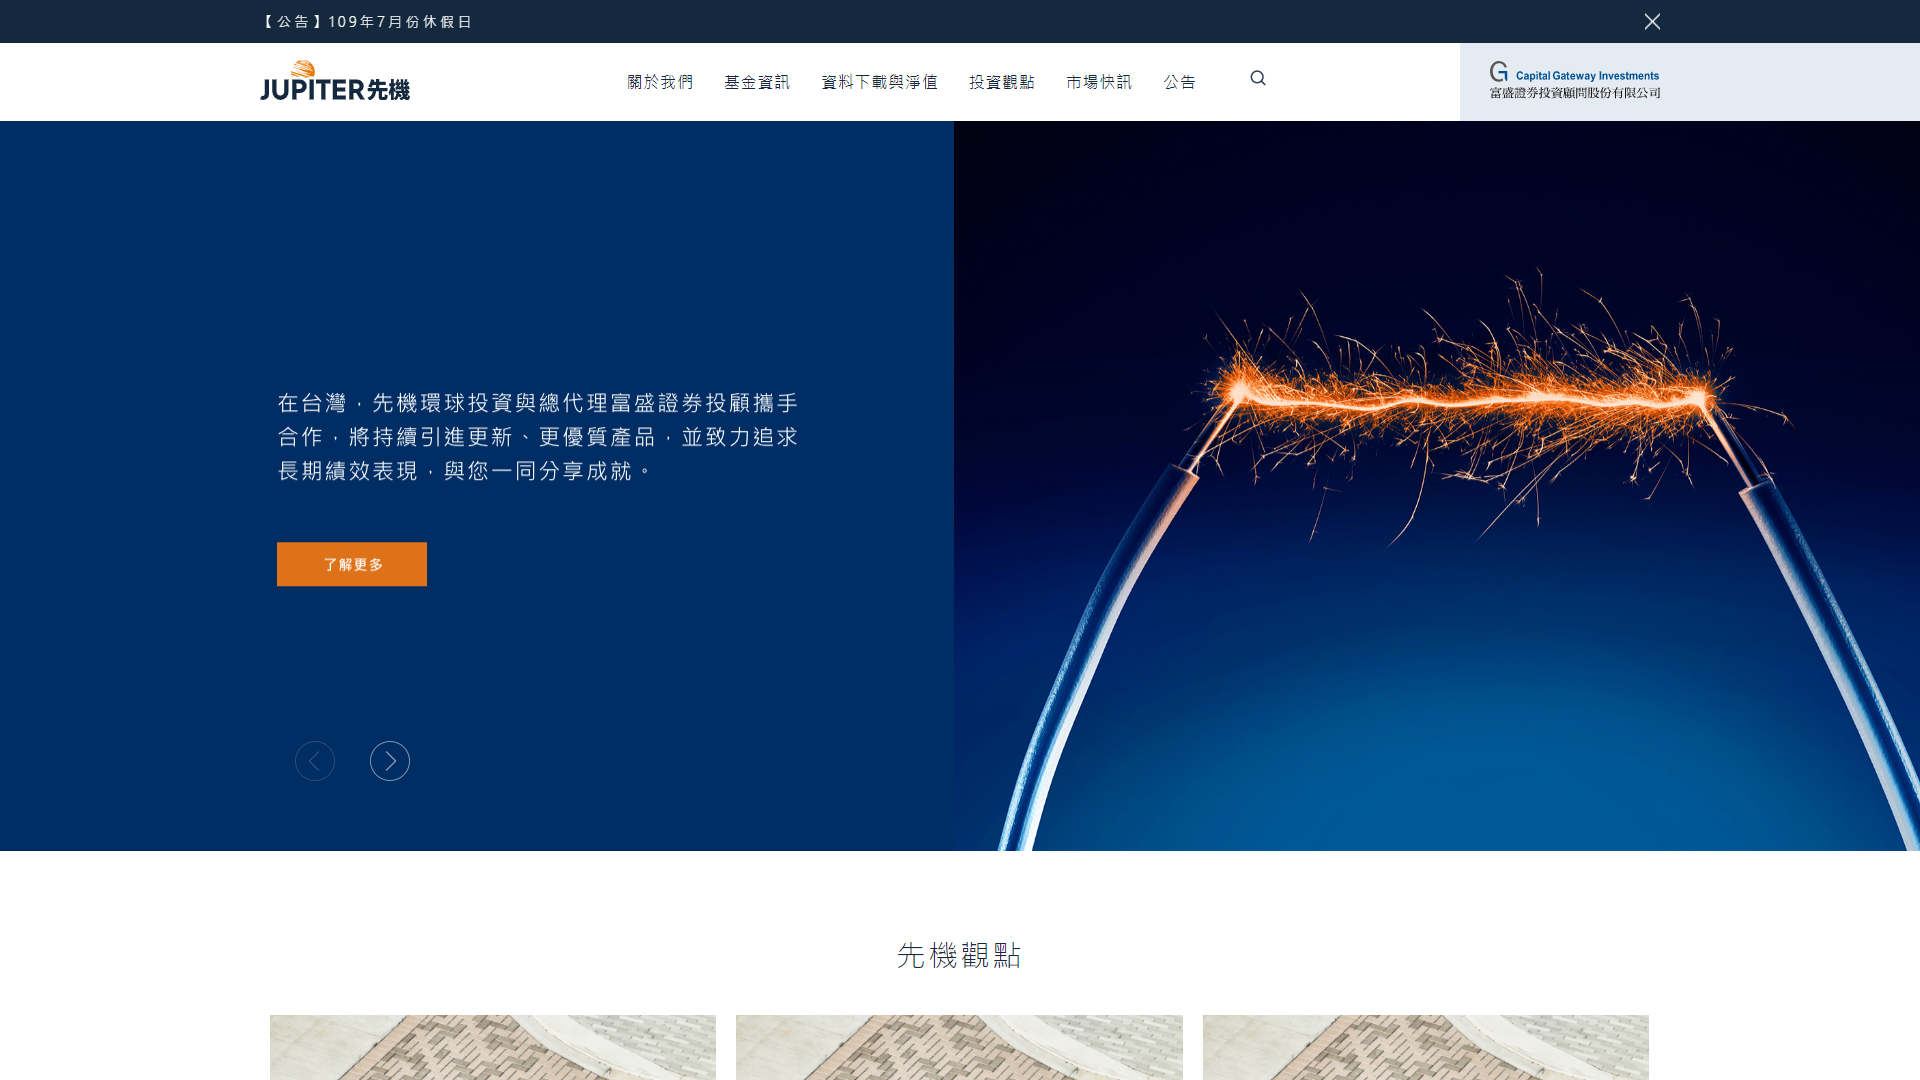 【公告】109年7月份休假日
JUPITER先機
關於我們
基金資訊
資料下載與淨值
投資觀點
市場快訊
公告
G Capital Gateway Investments
富盛證券投資顧問股份有限公司
在台灣，先機環球投資與總代理富盛證券投顧攜手
合作，將持續引進更新、更優質產品，並致力追求
長期績效表現，與您一同分享成就。
了解更多
先機觀點